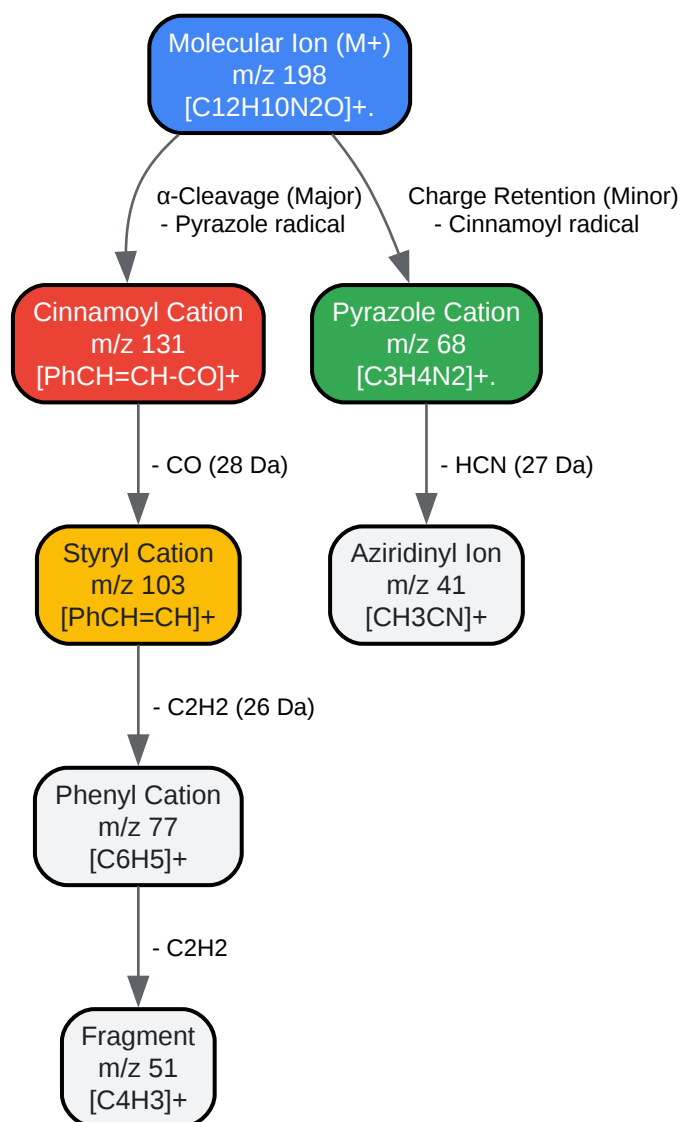 Molecular Ion (M+)
m/z 198
[C12H10N2O]+.
α-Cleavage (Major)
- Pyrazole radical
Charge Retention (Minor)
- Cinnamoyl radical
Cinnamoyl Cation
m/z 131
[PhCH=CH-CO]+
Pyrazole Cation
m/z 68
[C3H4N2]+.
- CO (28 Da)
- HCN (27 Da)
Styryl Cation
m/z 103
[PhCH=CH]+
Aziridinyl Ion
m/z 41
[CH3CN]+
- C2H2 (26 Da)
Phenyl Cation
m/z 77
[C6H5]+
- C2H2
Fragment
m/z 51
[C4H3]+